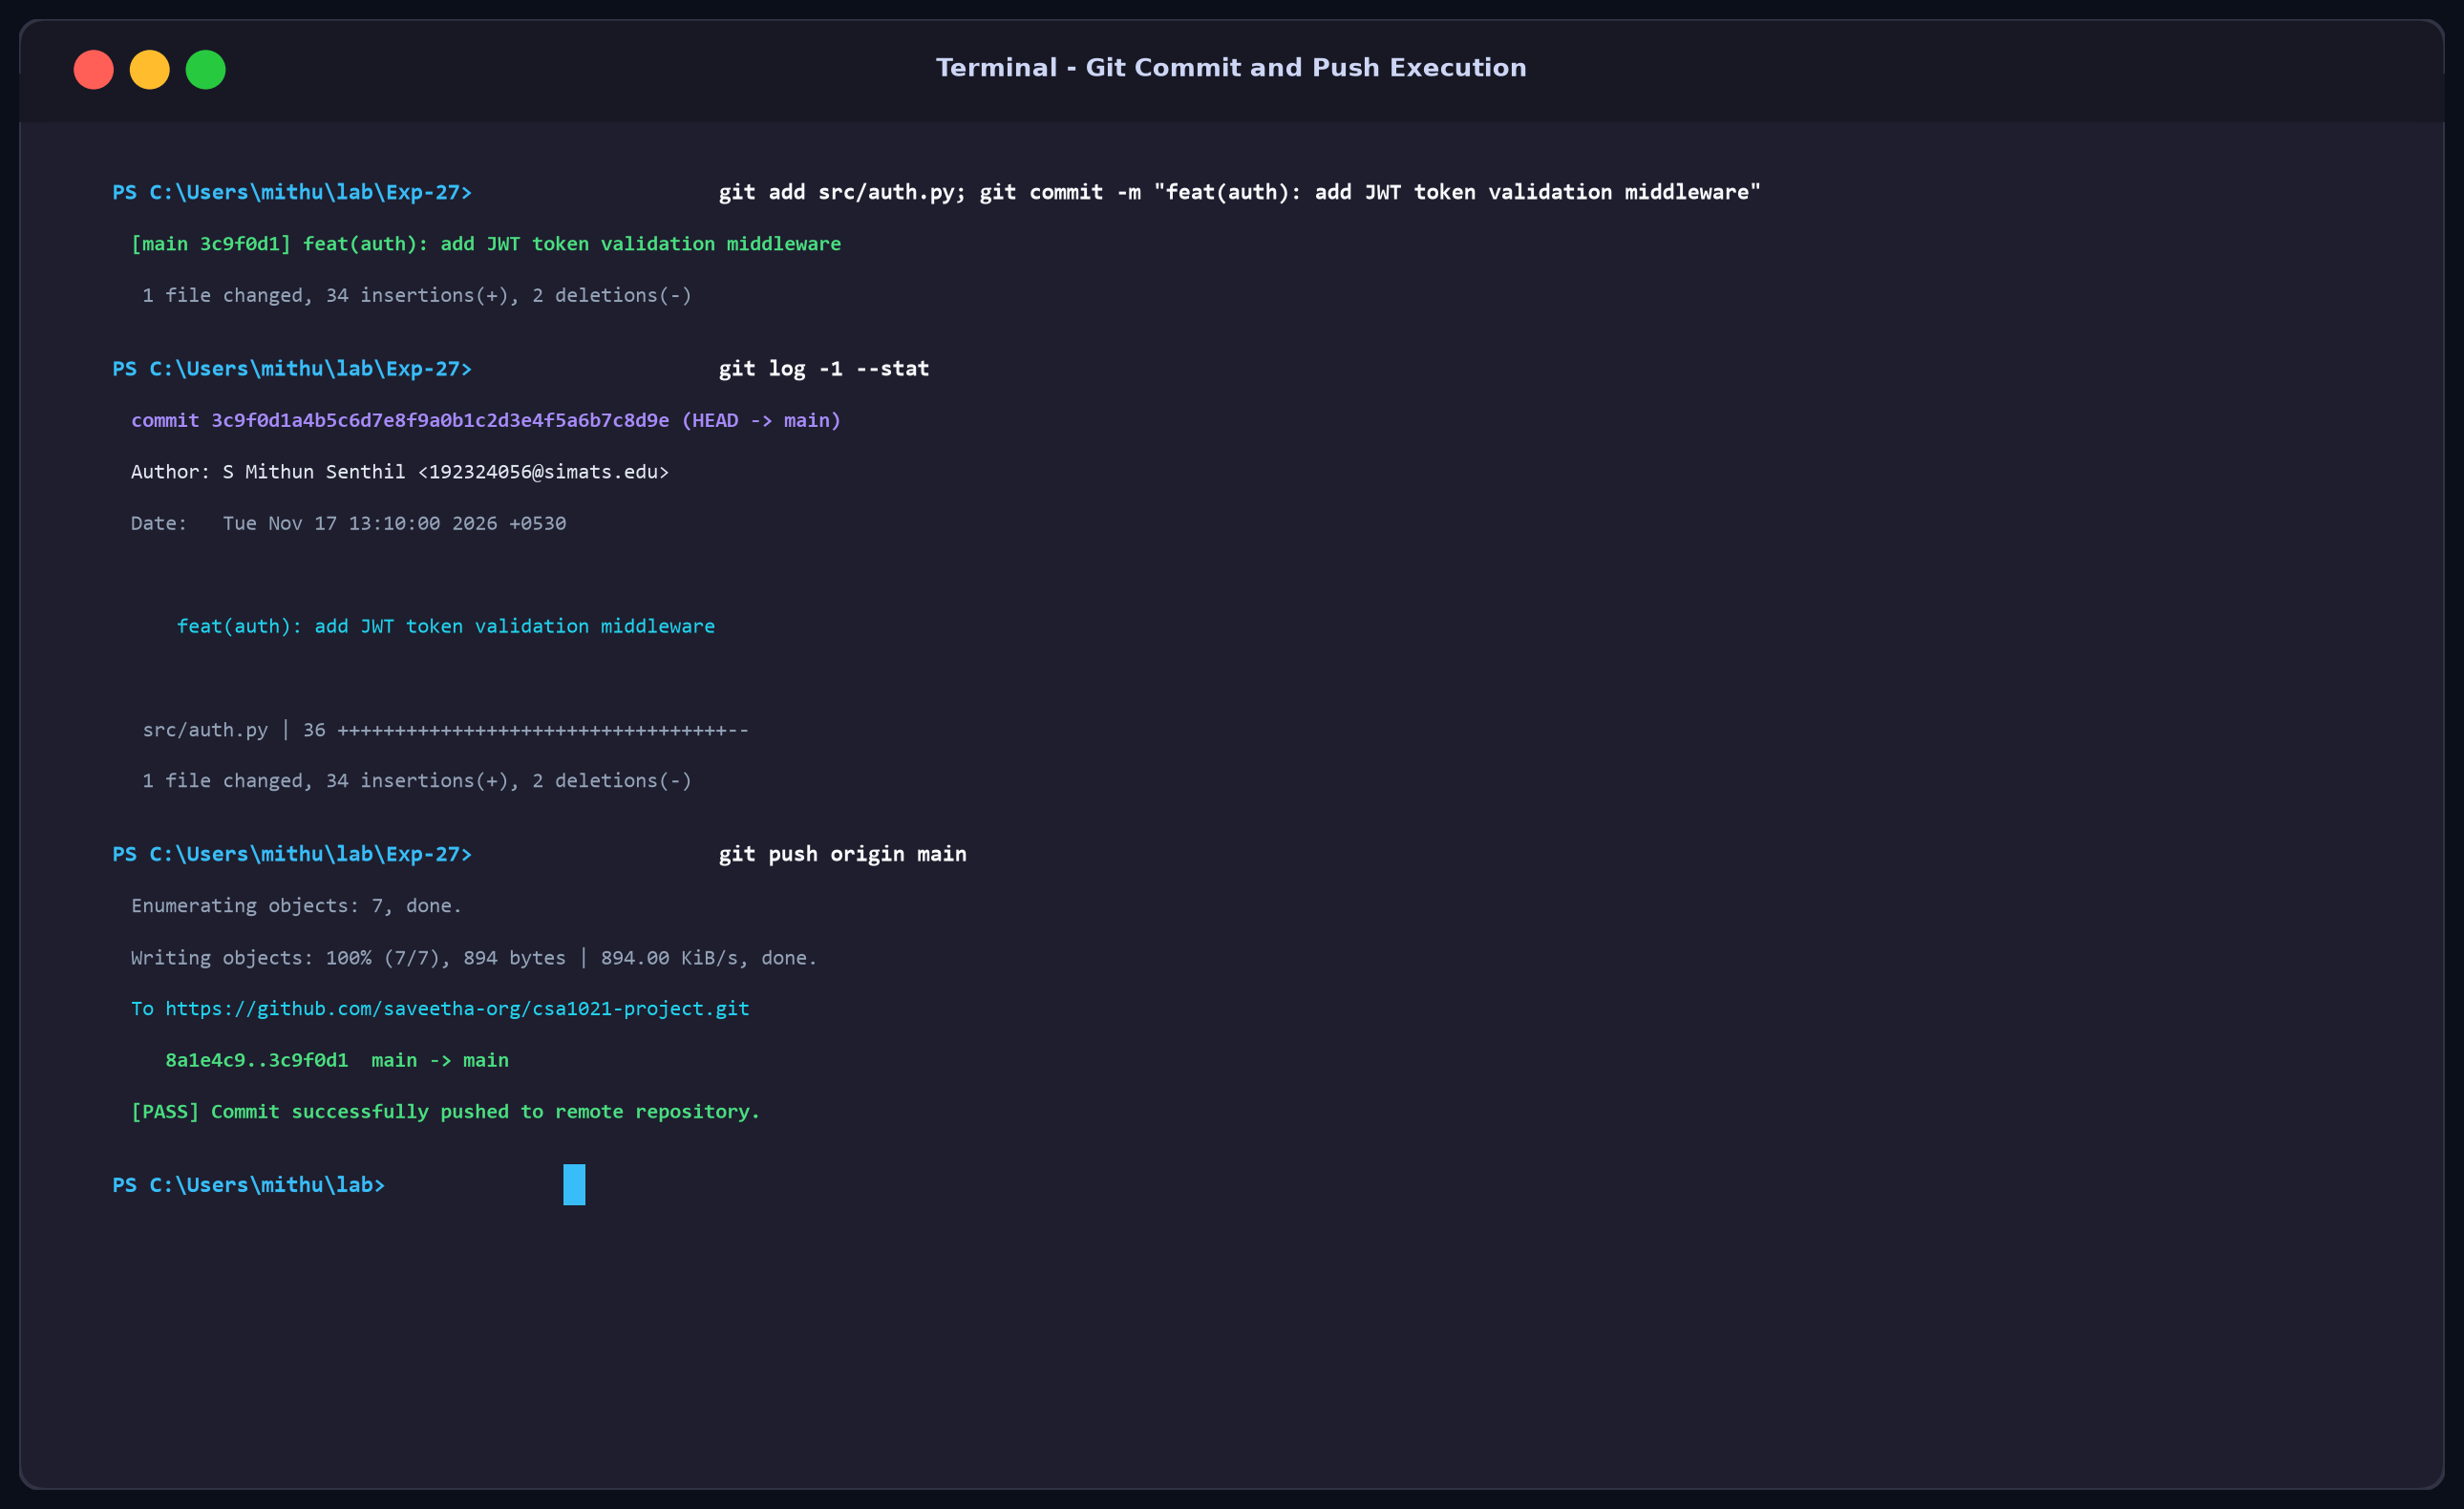 Terminal - Git Commit and Push Execution
PS C:\Users\mithu\lab\Exp-27> git add src/auth.py; git commit -m "feat(auth): add JWT token validation middleware"
[main 3c9f0d1] feat(auth): add JWT token validation middleware
1 file changed, 34 insertions(+), 2 deletions(-)
PS C:\Users\mithu\lab\Exp-27> git log -1 --stat
commit 3c9f0d1a4b5c6d7e8f9a0b1c2d3e4f5a6b7c8d9e (HEAD -> main)
Author: S Mithun Senthil <192324056@simats.edu>
Date:   Tue Nov 17 13:10:00 2026 +0530
feat(auth): add JWT token validation middleware
src/auth.py | 36 ++++++++++++++++++++++++++++++++++--
1 file changed, 34 insertions(+), 2 deletions(-)
PS C:\Users\mithu\lab\Exp-27> git push origin main
Enumerating objects: 7, done.
Writing objects: 100% (7/7), 894 bytes | 894.00 KiB/s, done.
To https://github.com/saveetha-org/csa1021-project.git
8a1e4c9..3c9f0d1  main -> main
[PASS] Commit successfully pushed to remote repository.
PS C:\Users\mithu\lab>